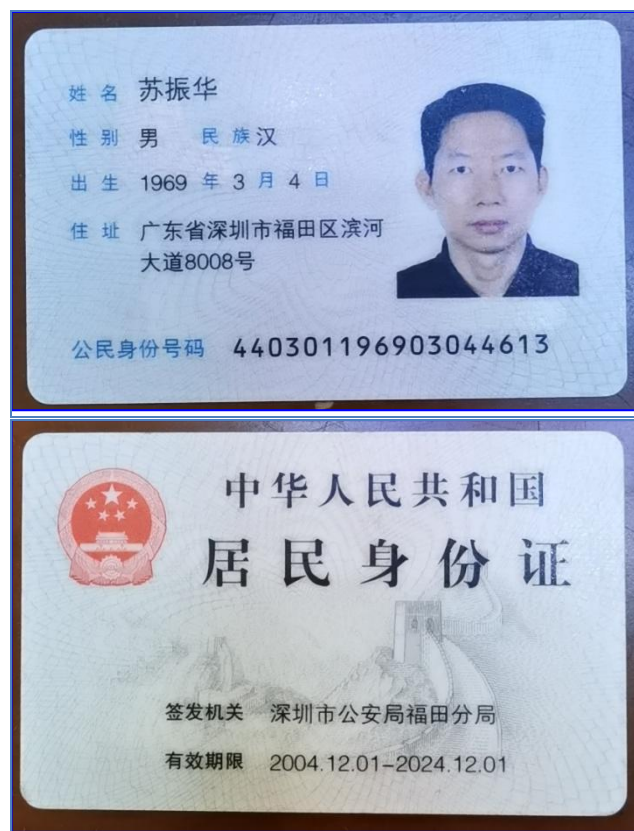 姓名 苏振华
性别 男 民族 汉
出生 1969 年 3 月 4 日
住址 广东省深圳市福田区滨河
大道8008号
公民身份号码 440301196903044613
中华人民共和国
居民身份证
签发机关 深圳市公安局福田分局
有效期限 2004.12.01-2024.12.01